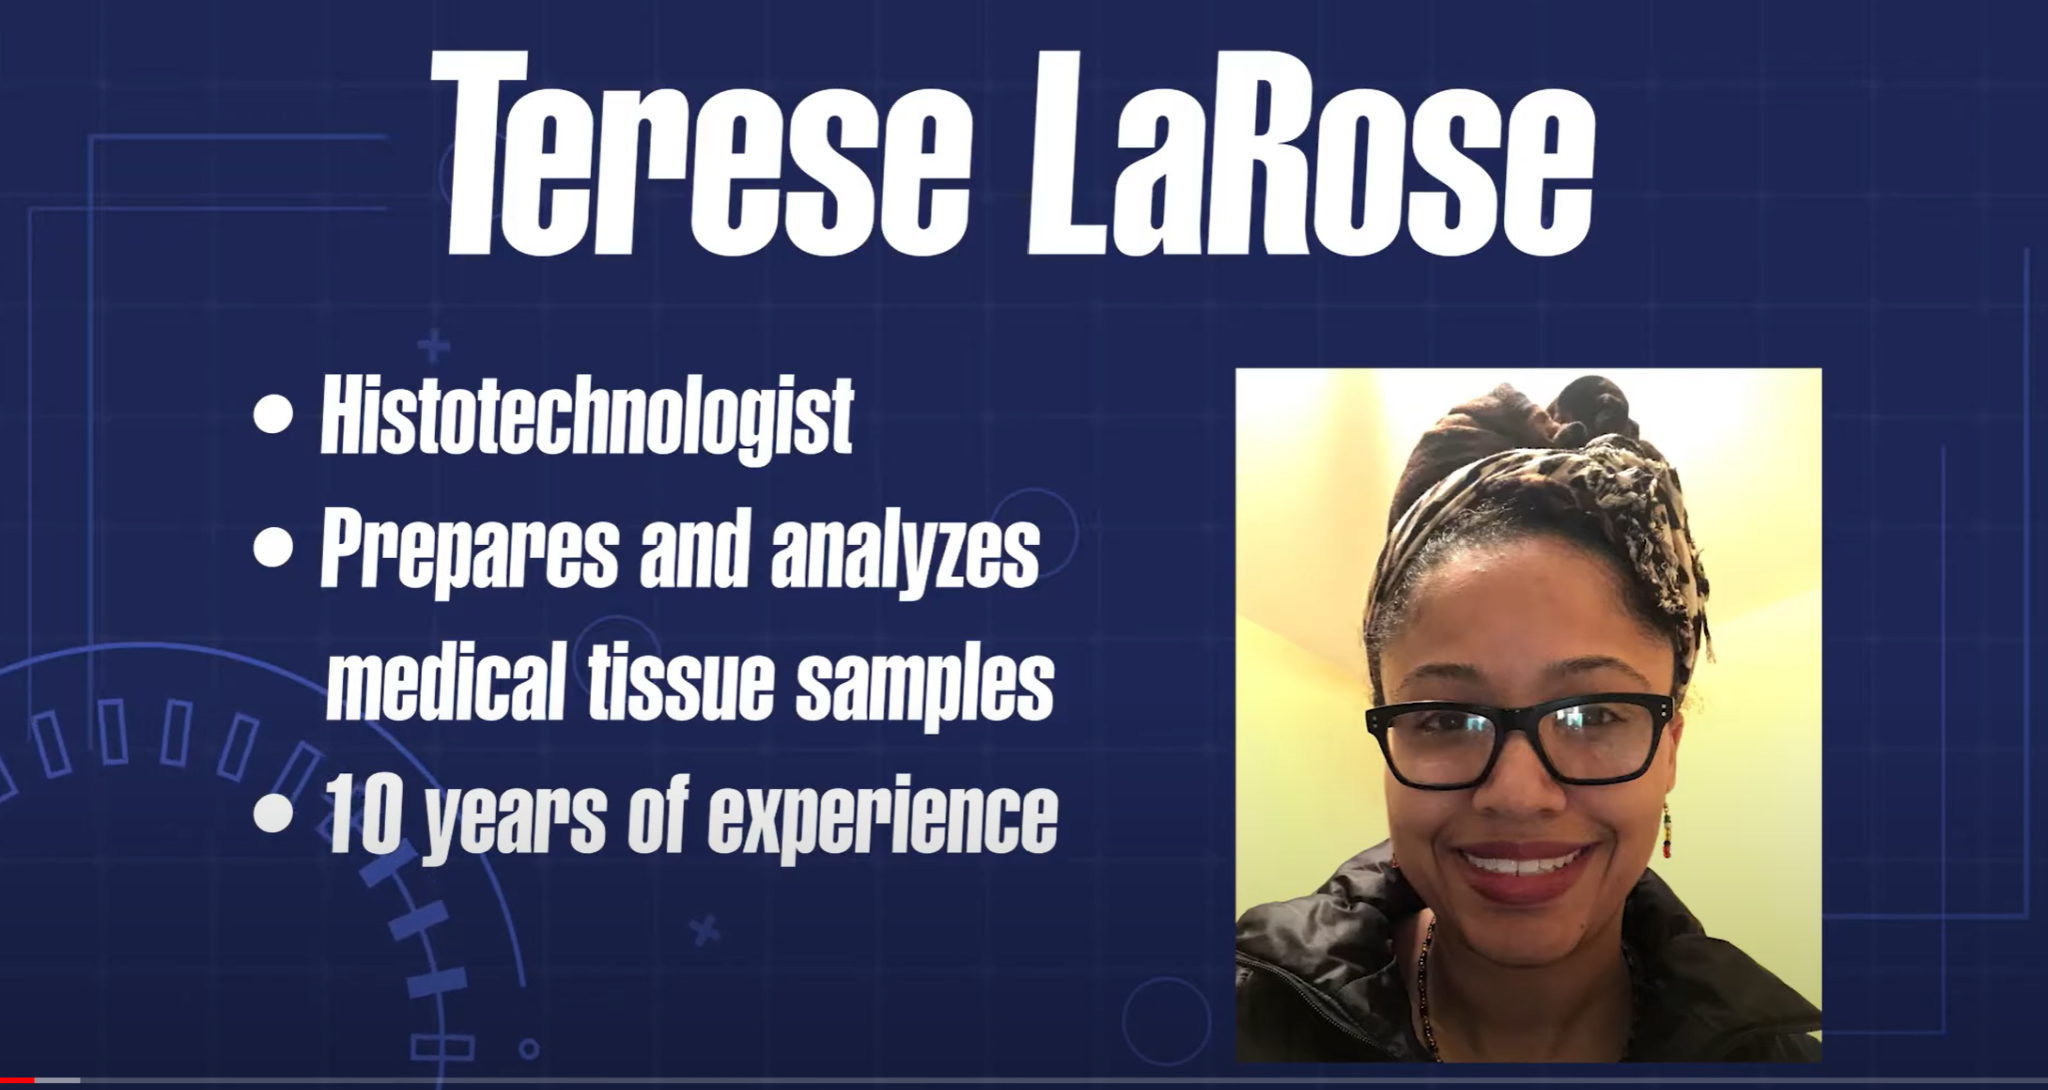 Terese LaRose
• Histotechnologist
• Prepares and analyzes
medical tissue samples
• 10 years of experience